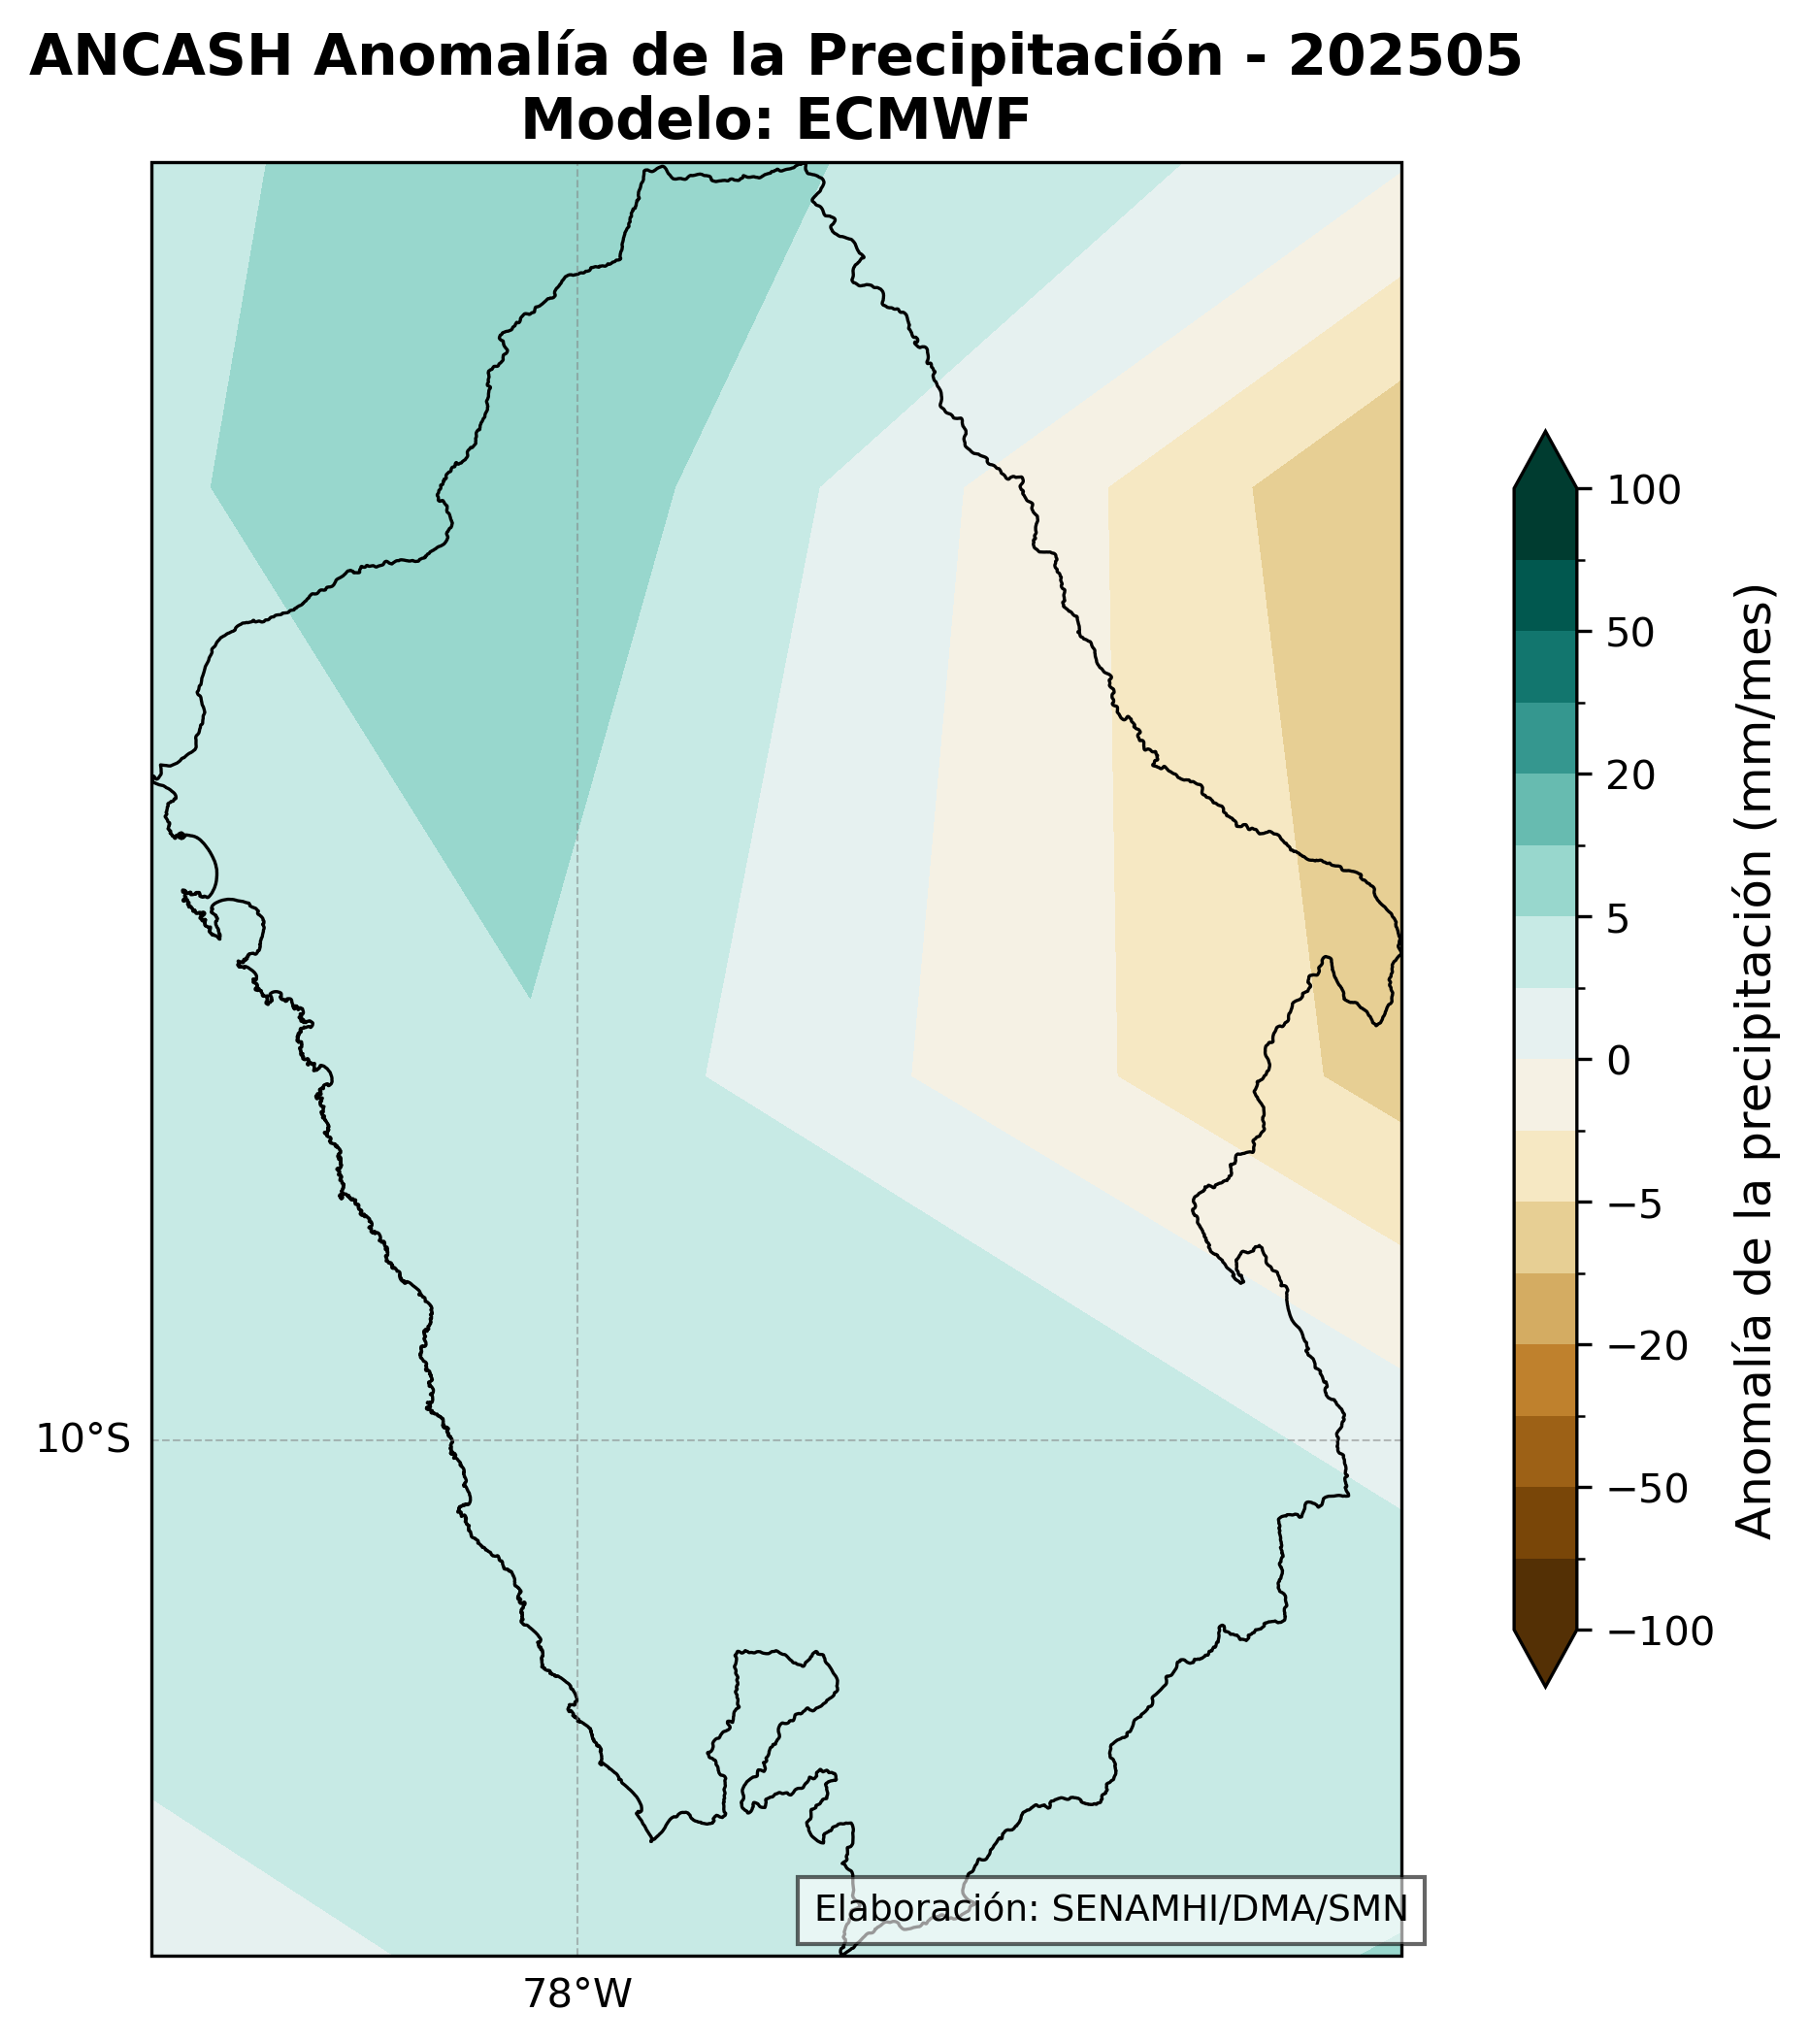 ANCASH Anomalía de la Precipitación - 202505
Modelo: ECMWF
100
50
20
5
0
−5
−20
−50
−100
Anomalía de la precipitación (mm/mes)
10°S
78°W
Elaboración: SENAMHI/DMA/SMN